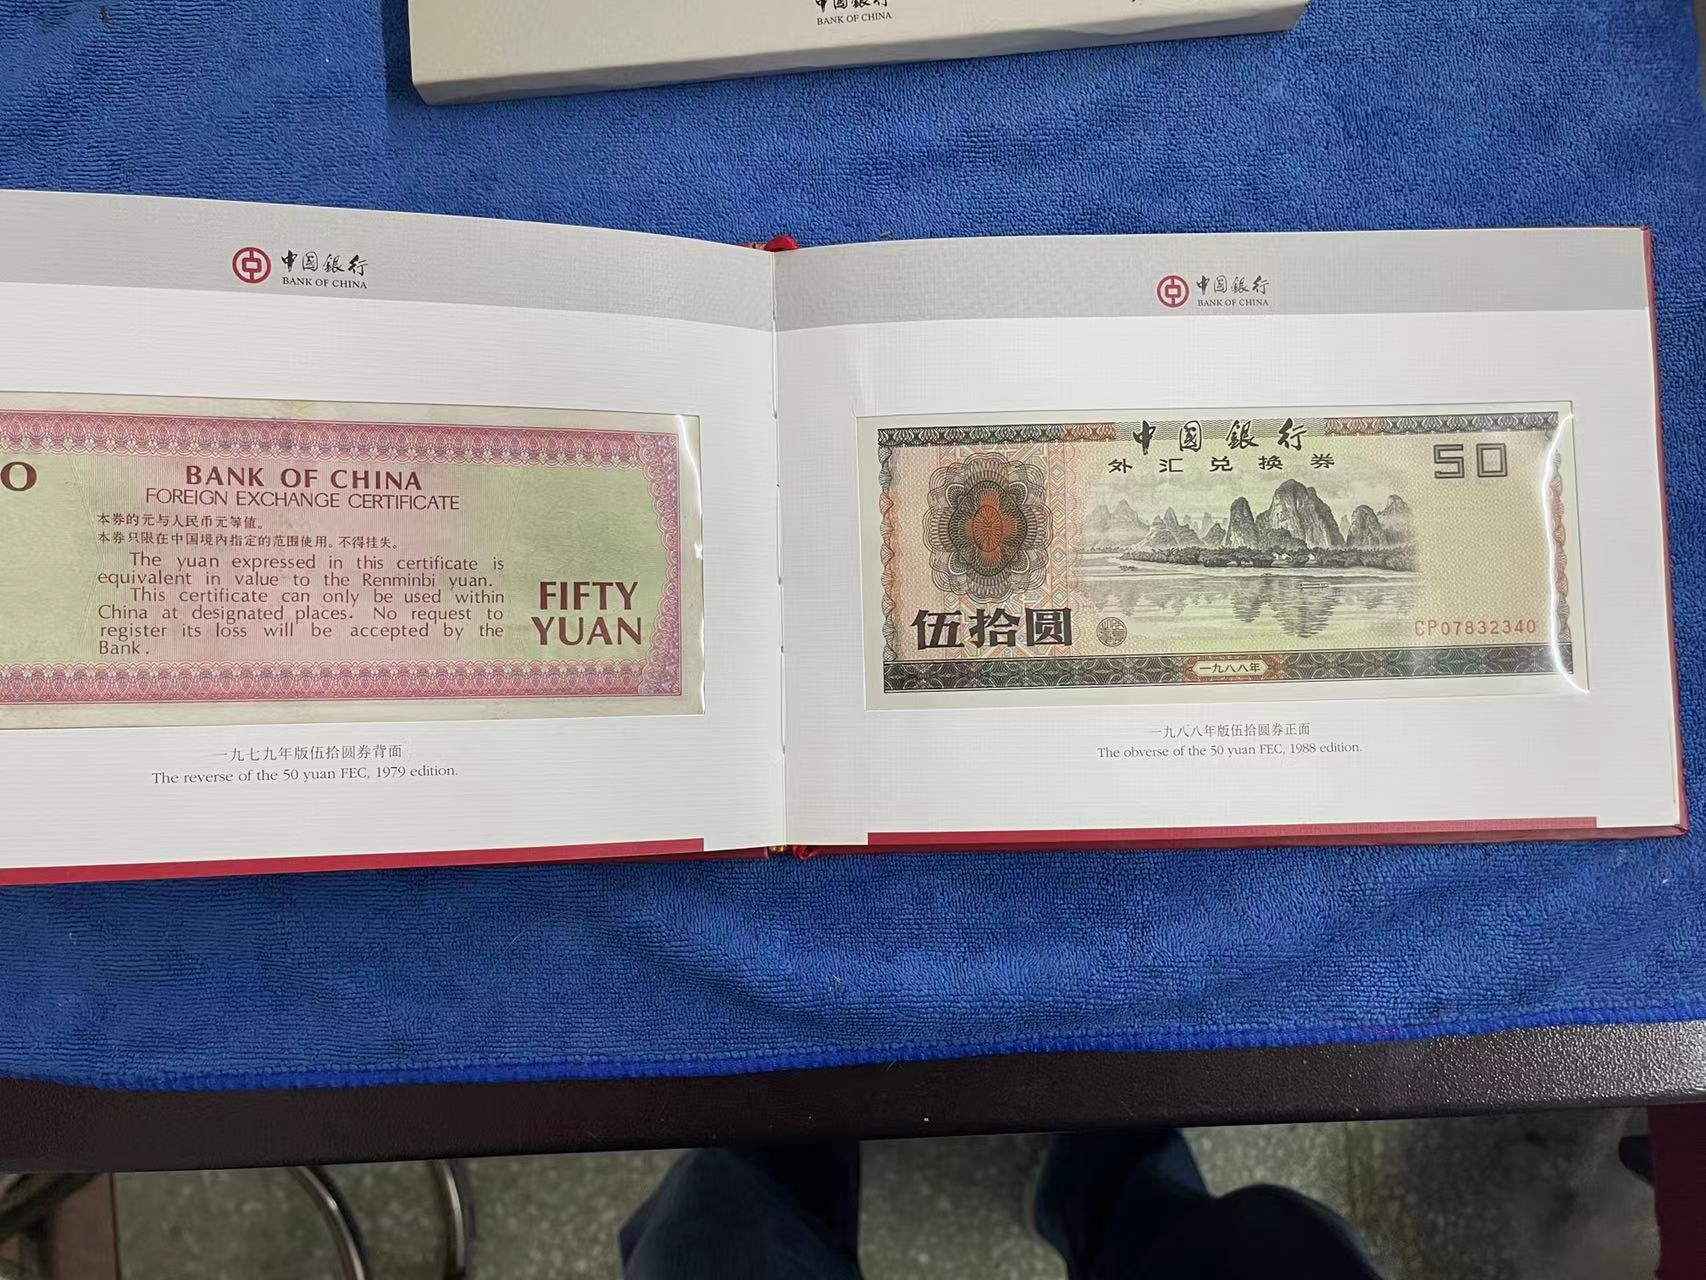 中国銀行
BANK OF CHINA
中国銀行
BANK OF CHINA
BANK OF CHINA
FOREIGN EXCHANGE CERTIFICATE
本券的元与人民币元等值。
本券只限在中国境内指定的范围使用。不得挂失。
The yuan expressed in this certificate is
equivalent in value to the Renminbi yuan.
This certificate can only be used within
China at designated places. No request to
register its loss will be accepted by the
Bank.
FIFTY
YUAN
一九七九年版伍拾圆券背面
The reverse of the 50 yuan FEC, 1979 edition.
中国銀行
BANK OF CHINA
中国銀行
外汇兑换券
50
伍拾圆
CP07832340
一九八八年
一九八八年版伍拾圆券正面
The obverse of the 50 yuan FEC, 1988 edition.